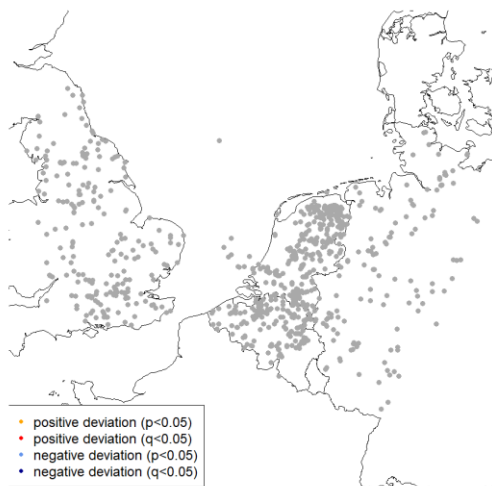 positive deviation (p<0.05)
positive deviation (q<0.05)
negative deviation (p<0.05)
negative deviation (q<0.05)